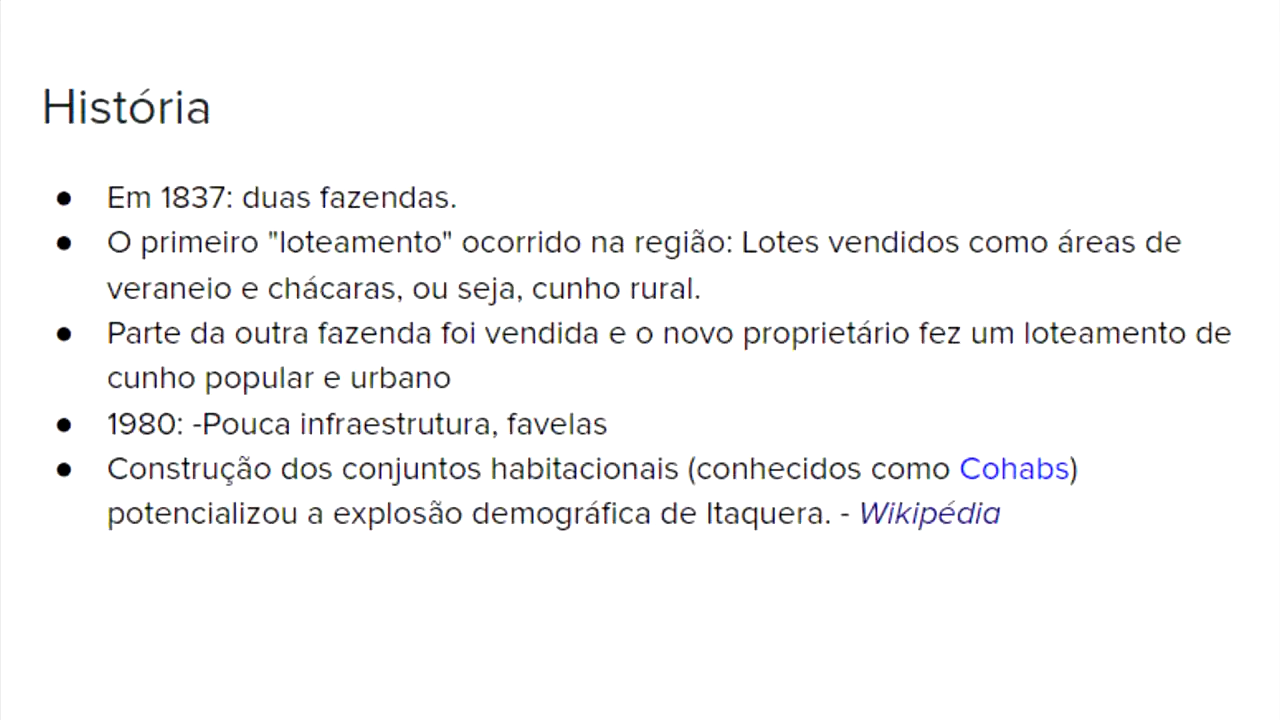 História
● Em 1837: duas fazendas.
● O primeiro "loteamento" ocorrido na região: Lotes vendidos como áreas de
veraneio e chácaras, ou seja, cunho rural.
● Parte da outra fazenda foi vendida e o novo proprietário fez um loteamento de
cunho popular e urbano
● 1980: -Pouca infraestrutura, favelas
● Construção dos conjuntos habitacionais (conhecidos como Cohabs)
potencializou a explosão demográfica de Itaquera. - Wikipédia